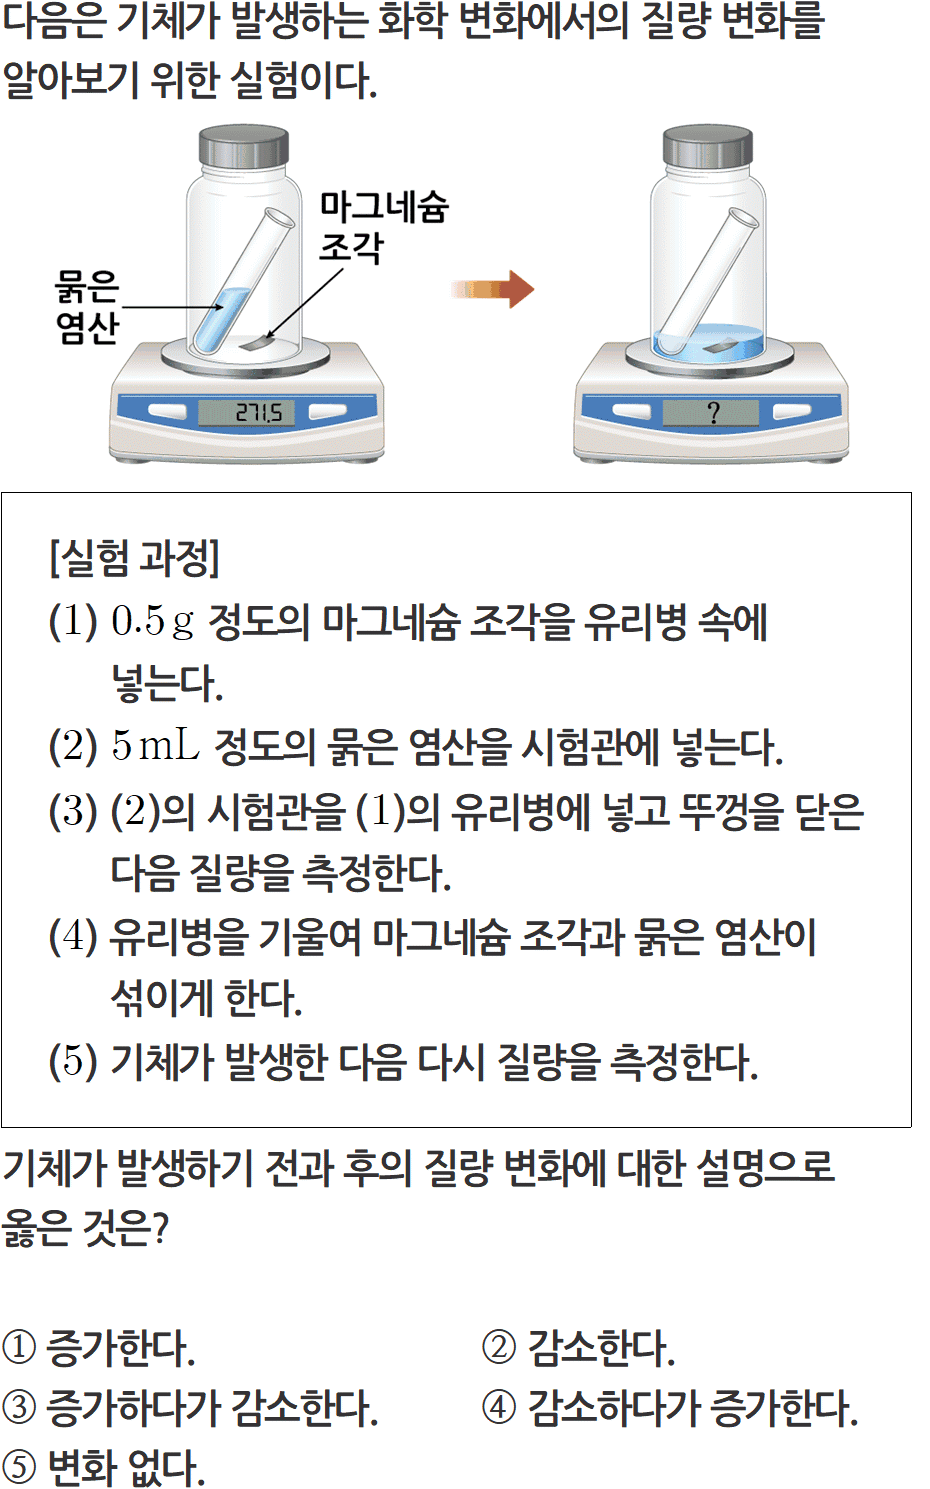 다음은 기체가 발생하는 화학 변화에서의 질량 변화를
알아보기 위한 실험이다.
마그네슘
조각
묽은
염산
271.5
?
[실험 과정]
(1) 0.5 g 정도의 마그네슘 조각을 유리병 속에
넣는다.
(2) 5 mL 정도의 묽은 염산을 시험관에 넣는다.
(3) (2)의 시험관을 (1)의 유리병에 넣고 뚜껑을 닫은
다음 질량을 측정한다.
(4) 유리병을 기울여 마그네슘 조각과 묽은 염산이
섞이게 한다.
(5) 기체가 발생한 다음 다시 질량을 측정한다.
기체가 발생하기 전과 후의 질량 변화에 대한 설명으로
옳은 것은?
① 증가한다. ② 감소한다.
③ 증가하다가 감소한다. ④ 감소하다가 증가한다.
⑤ 변화 없다.